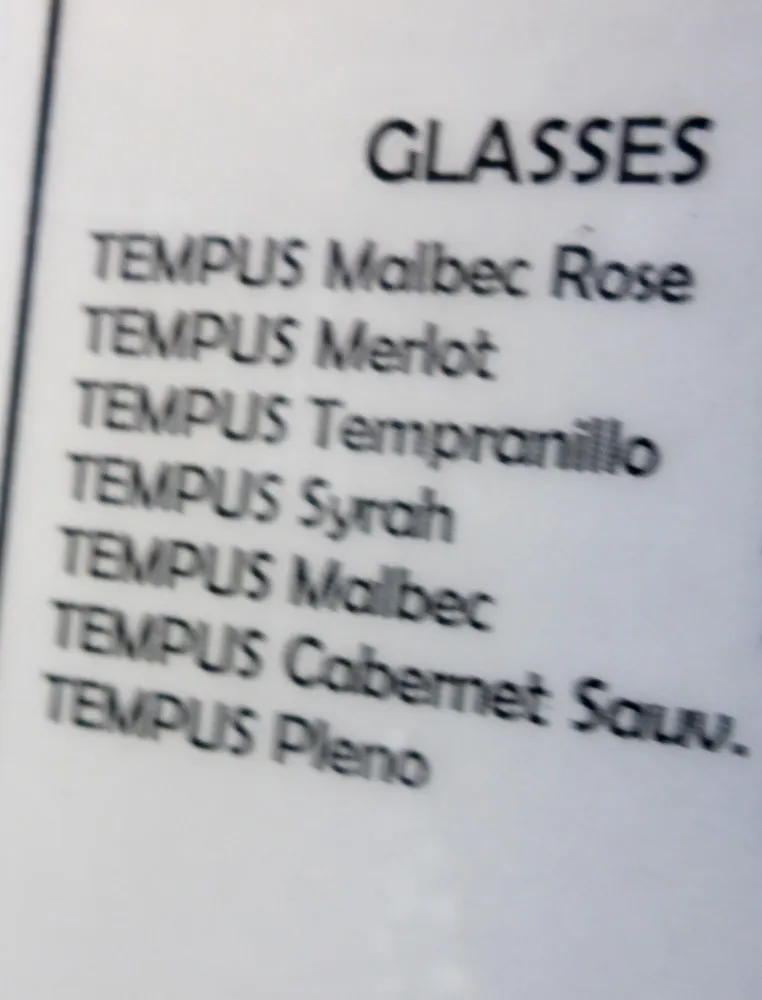 GLASSES
TEMPUS Malbec Rose
TEMPUS Merlot
TEMPUS Tempranillo
TEMPUS Syrah
TEMPUS Malbec
TEMPUS Cabernet Sauv.
TEMPUS Pleno